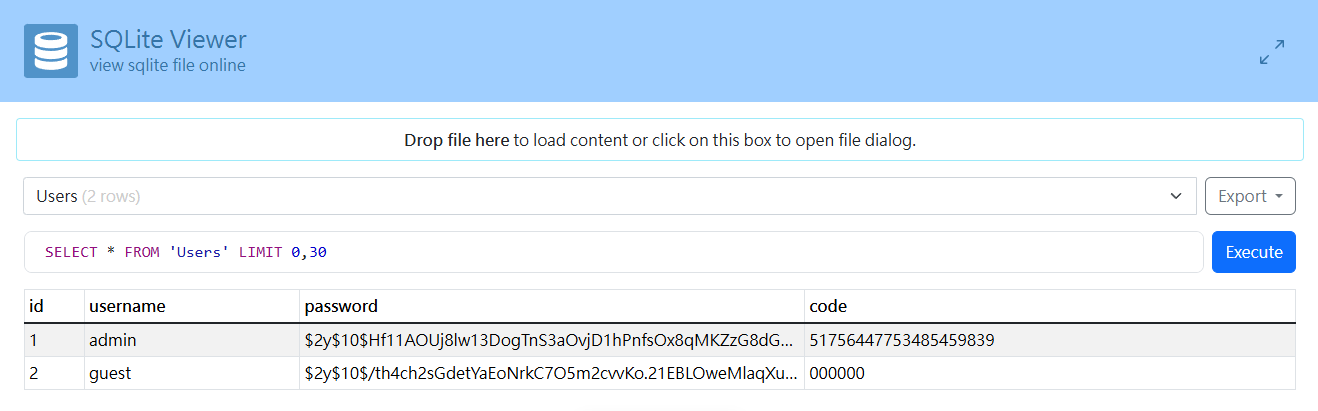 SQLite Viewer
view sqlite file online
Drop file here to load content or click on this box to open file dialog.
Users (2 rows)
Export
SELECT * FROM 'Users' LIMIT 0,30
Execute
id username password code
1 admin $2y$10$Hf11AOUj8lw13DogTnS3aOvjD1hPnfsOx8qMKZzG8dG... 51756447753485459839
2 guest $2y$10$/th4ch2sGdetYaEoNrkC7O5m2cvvKo.21EBLOweMlaqXu... 000000